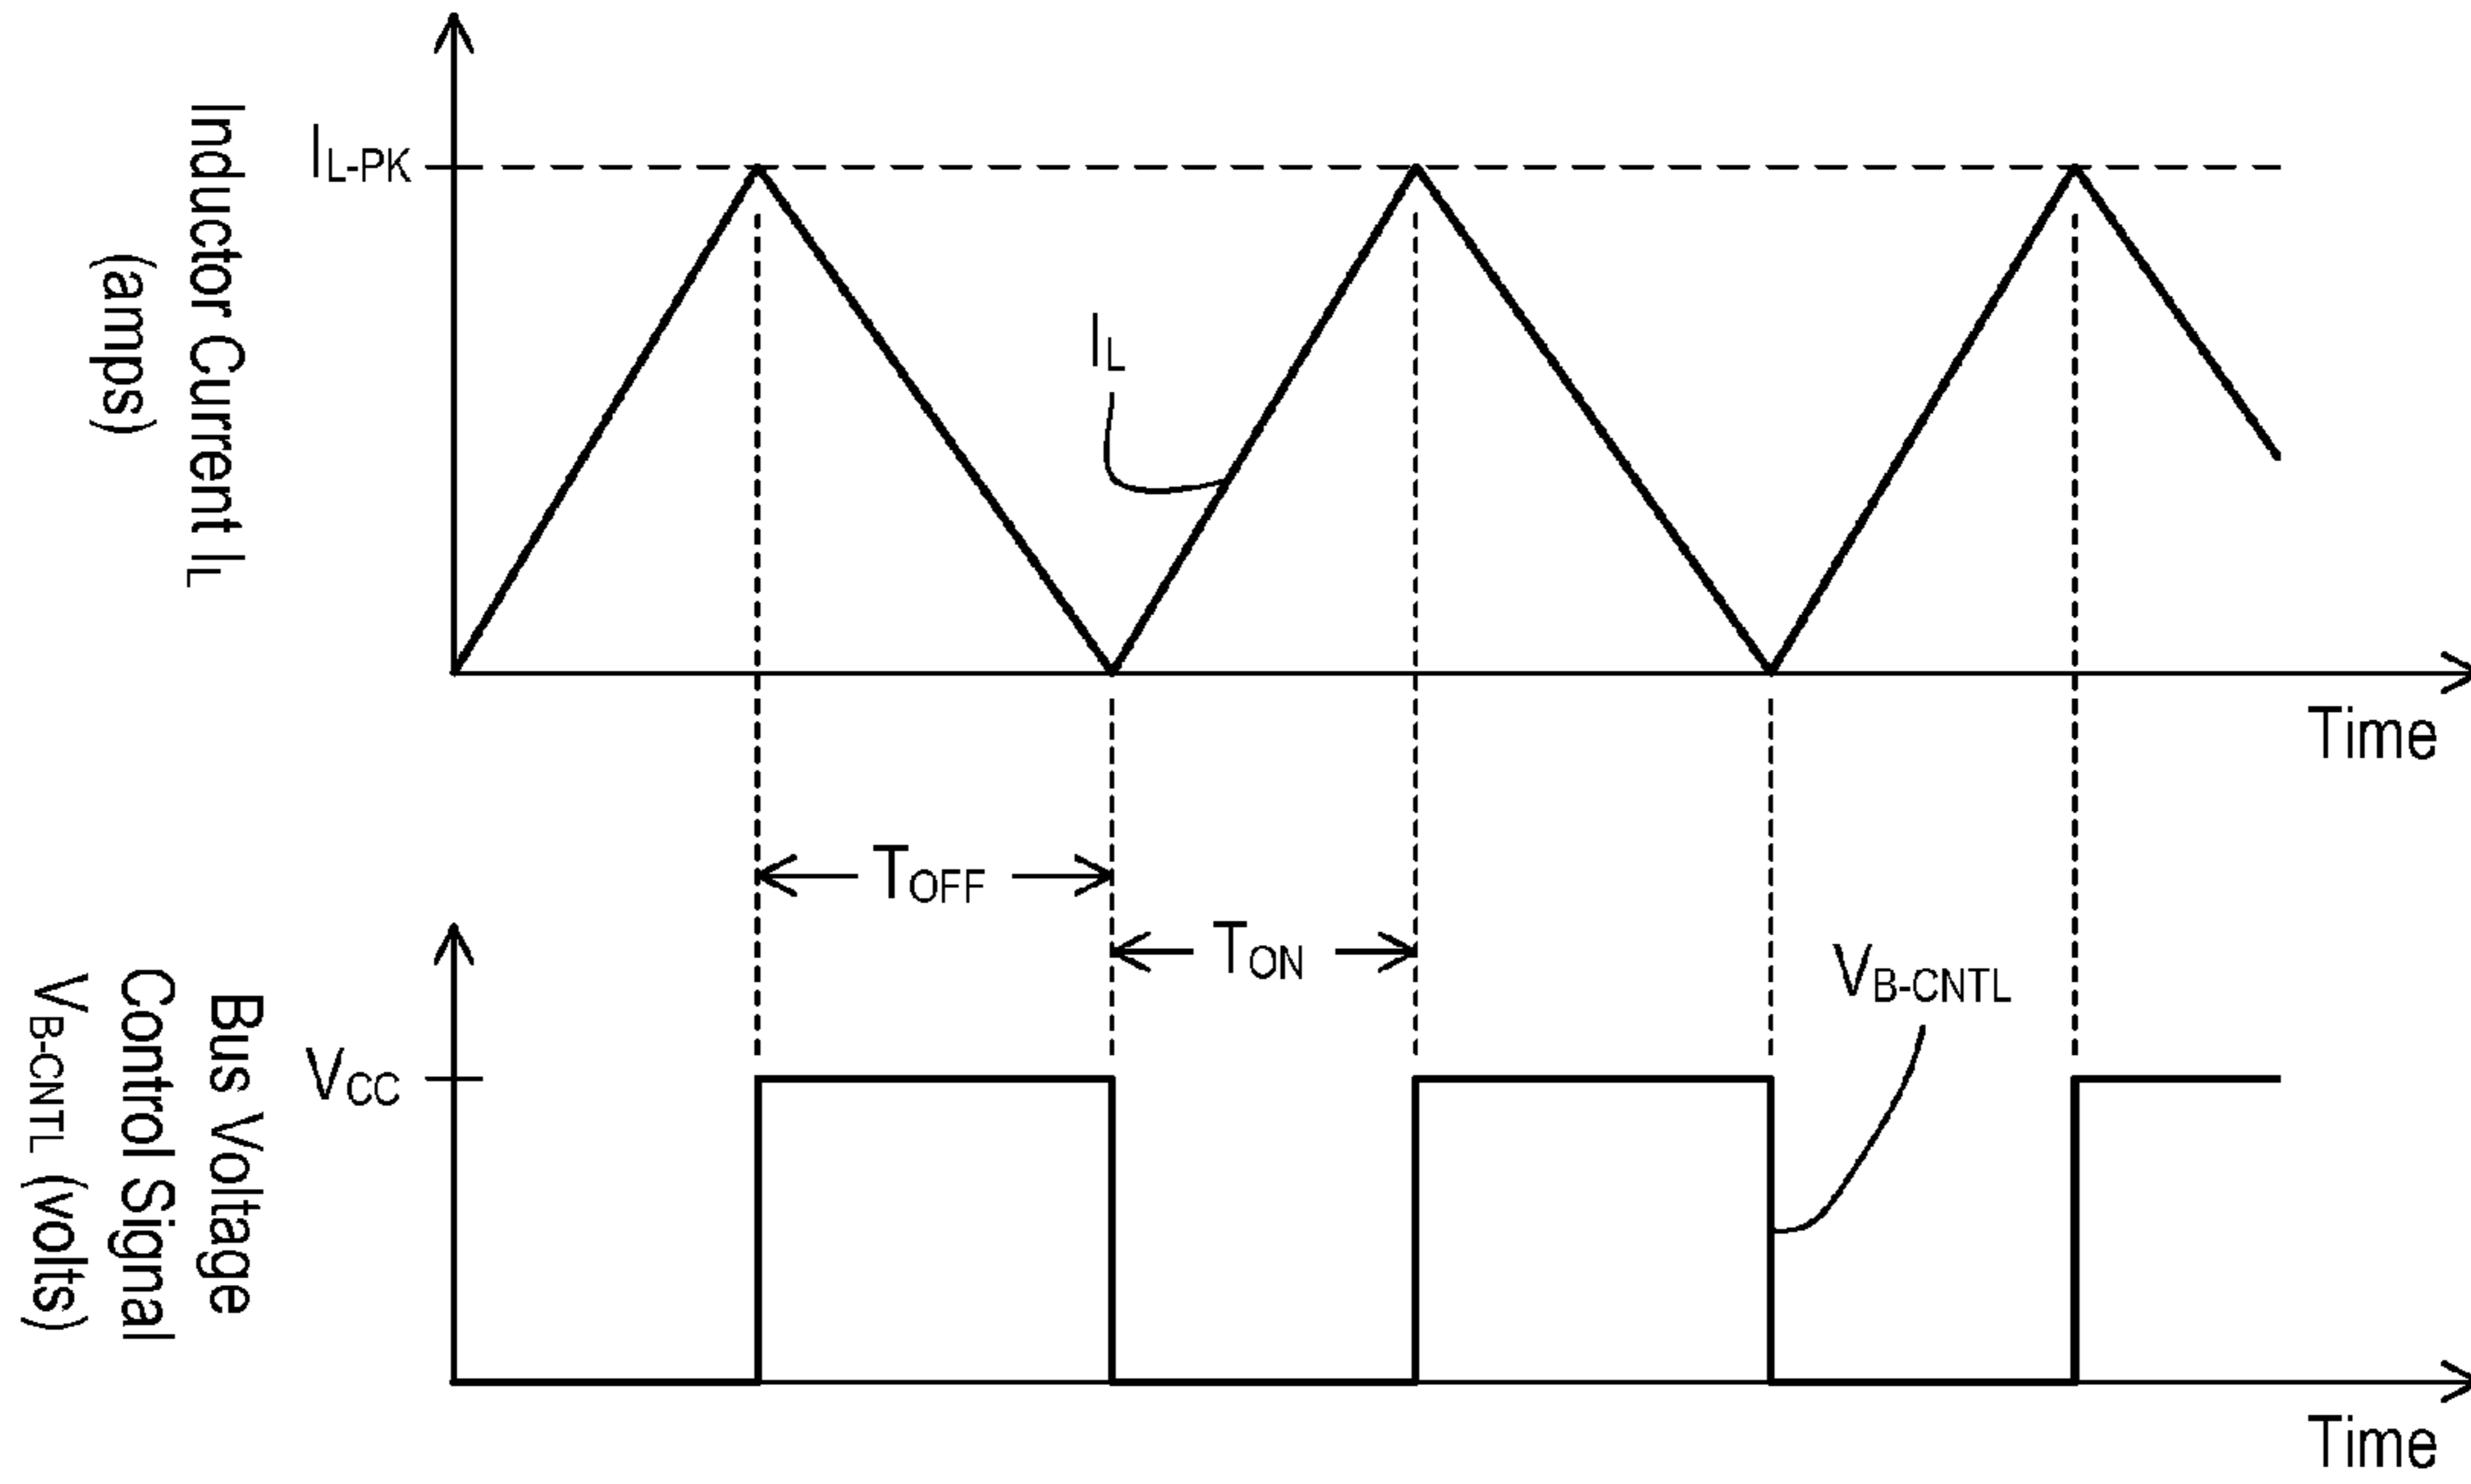 Inductor Current IL
(amps)
IL-PK
IL
Time
TOFF
TON
Bus Voltage
Control Signal
VB-CNTL (volts)
VCC
VB-CNTL
Time